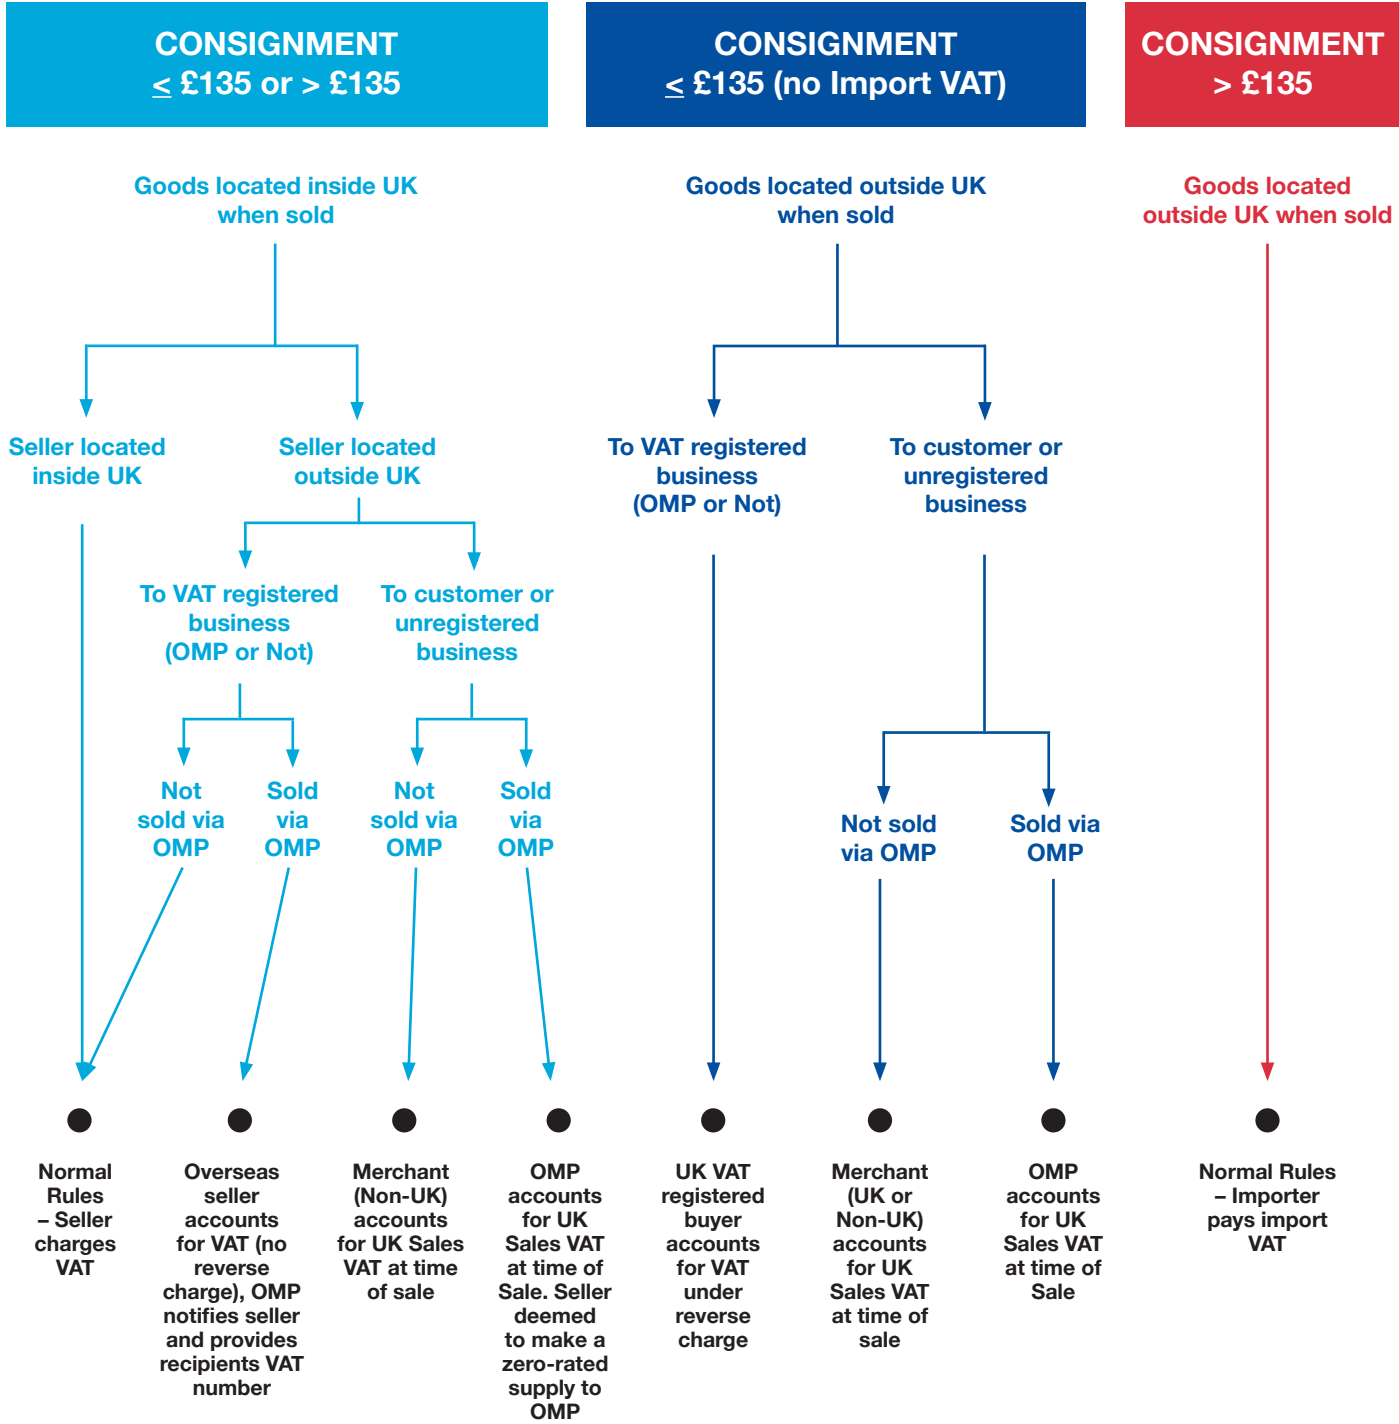 CONSIGNMENT
≤ £135 or > £135
CONSIGNMENT
≤ £135 (no Import VAT)
CONSIGNMENT
> £135
Goods located inside UK
when sold
Goods located outside UK
when sold
Goods located
outside UK when sold
Seller located
inside UK
Seller located
outside UK
To VAT registered
business
(OMP or Not)
To customer or
unregistered
business
To VAT registered
business
(OMP or Not)
To customer or
unregistered
business
Not
sold via
OMP
Sold
via
OMP
Not
sold via
OMP
Sold
via
OMP
Not sold
via OMP
Sold via
OMP
Normal
Rules
– Seller
charges
VAT
Overseas
seller
accounts
for VAT (no
reverse
charge), OMP
notifies seller
and provides
recipients VAT
number
Merchant
(Non-UK)
accounts
for UK Sales
VAT at time
of sale
OMP
accounts
for UK
Sales VAT
at time of
Sale. Seller
deemed
to make a
zero-rated
supply to
OMP
UK VAT
registered
buyer
accounts
for VAT
under
reverse
charge
Merchant
(UK or
Non-UK)
accounts
for UK
Sales VAT
at time of
sale
OMP
accounts
for UK
Sales VAT
at time of
Sale
Normal Rules
– Importer
pays import
VAT